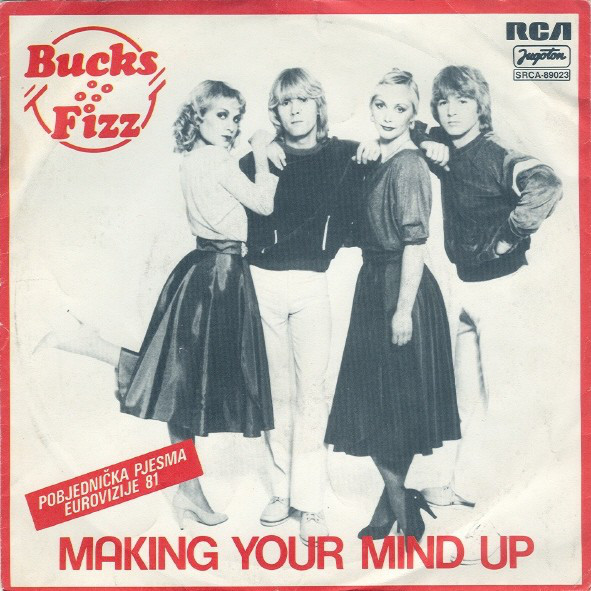 Bucks
Fizz
RCA
Jugoton
SRCA-89023
POBJEDNIČKA PJESMA
EUROVIZIJE 81
MAKING YOUR MIND UP